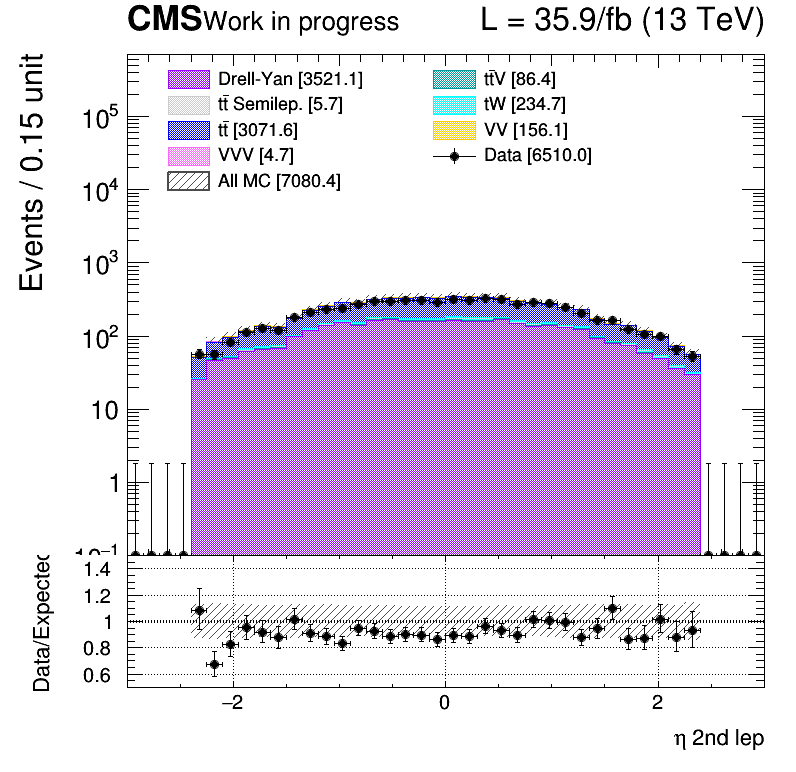 CMS Work in progress L = 35.9/fb (13 TeV)
Events / 0.15 unit
Drell-Yan [3521.1]
tt̄ Semilep. [5.7]
tt̄ [3071.6]
VVV [4.7]
All MC [7080.4]
tt̄V [86.4]
tW [234.7]
VV [156.1]
Data [6510.0]
10⁵
10⁴
10³
10²
10
1
10⁻¹
Data/Expected
1.4
1.2
1
0.8
0.6
−2 0 2
η 2nd lep